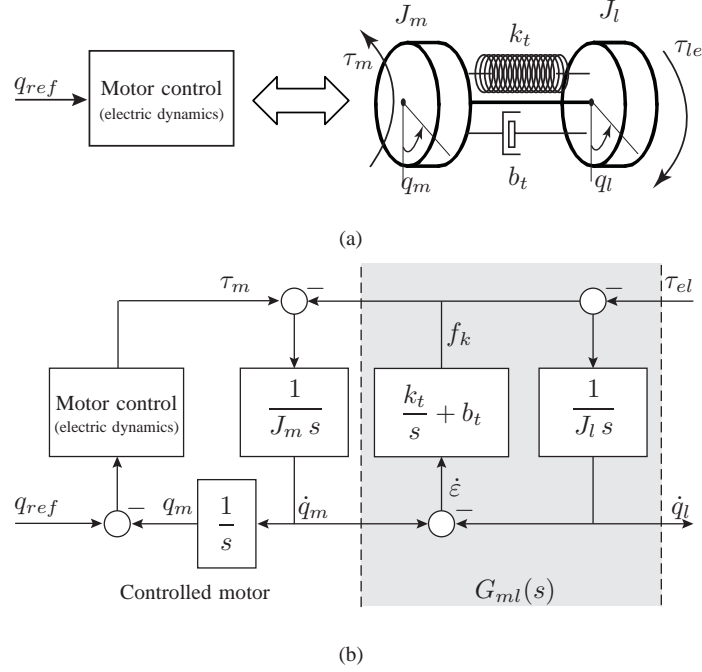 J_m
J_l
k_t
τ_m
τ_le
q_ref
Motor control
(electric dynamics)
q_m
b_t
q_l
(a)
τ_m
−
−
τ_el
f_k
Motor control
(electric dynamics)
1/(J_m s)
k_t/s + b_t
1/(J_l s)
ε̇
q_ref
−
q_m
1/s
q̇_m
−
q̇_l
Controlled motor
G_ml(s)
(b)